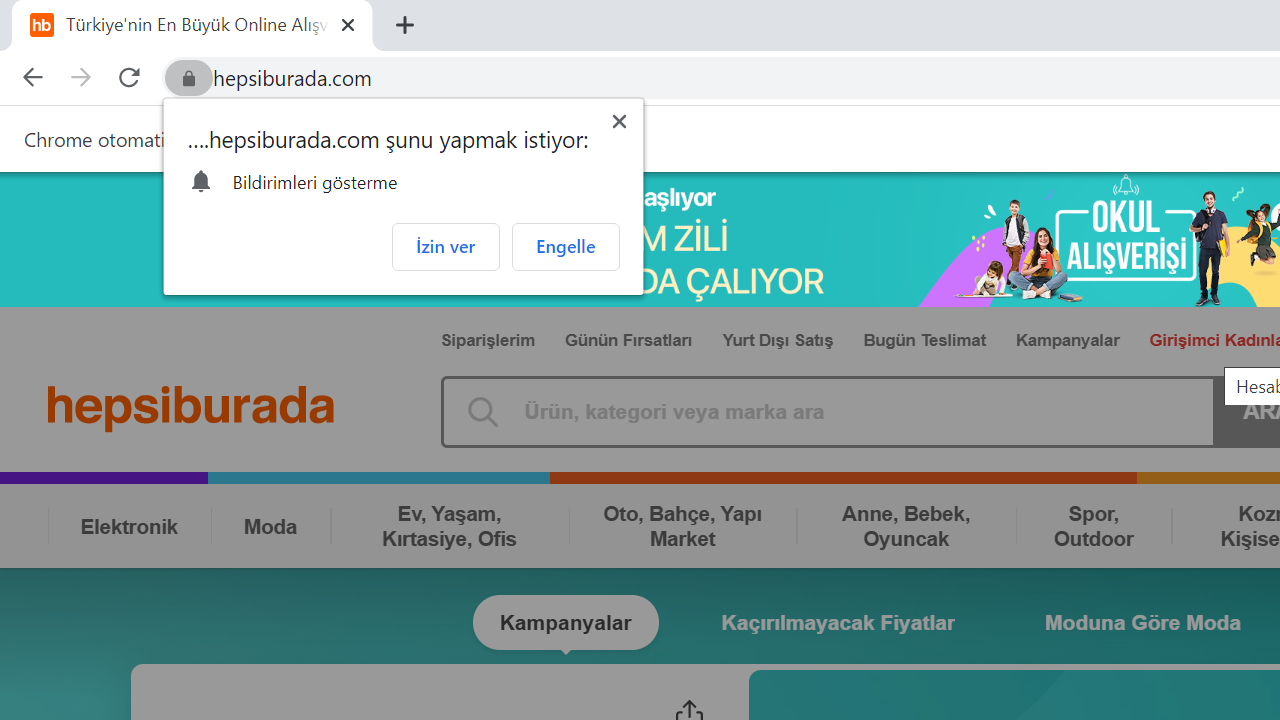 hb Türkiye'nin En Büyük Online Alışv
hepsiburada.com
Chrome otomati
....hepsiburada.com şunu yapmak istiyor:
Bildirimleri gösterme
İzin ver Engelle
aşlıyor
M ZİLİ
DA ÇALIYOR
OKUL
ALIŞVERİŞİ
Siparişlerim Günün Fırsatları Yurt Dışı Satış Bugün Teslimat Kampanyalar Girişimci Kadınla
Hesab
hepsiburada
Ürün, kategori veya marka ara
ARA
Elektronik
Moda
Ev, Yaşam,
Kırtasiye, Ofis
Oto, Bahçe, Yapı
Market
Anne, Bebek,
Oyuncak
Spor,
Outdoor
Kozm
Kişise
Kampanyalar Kaçırılmayacak Fiyatlar Moduna Göre Moda